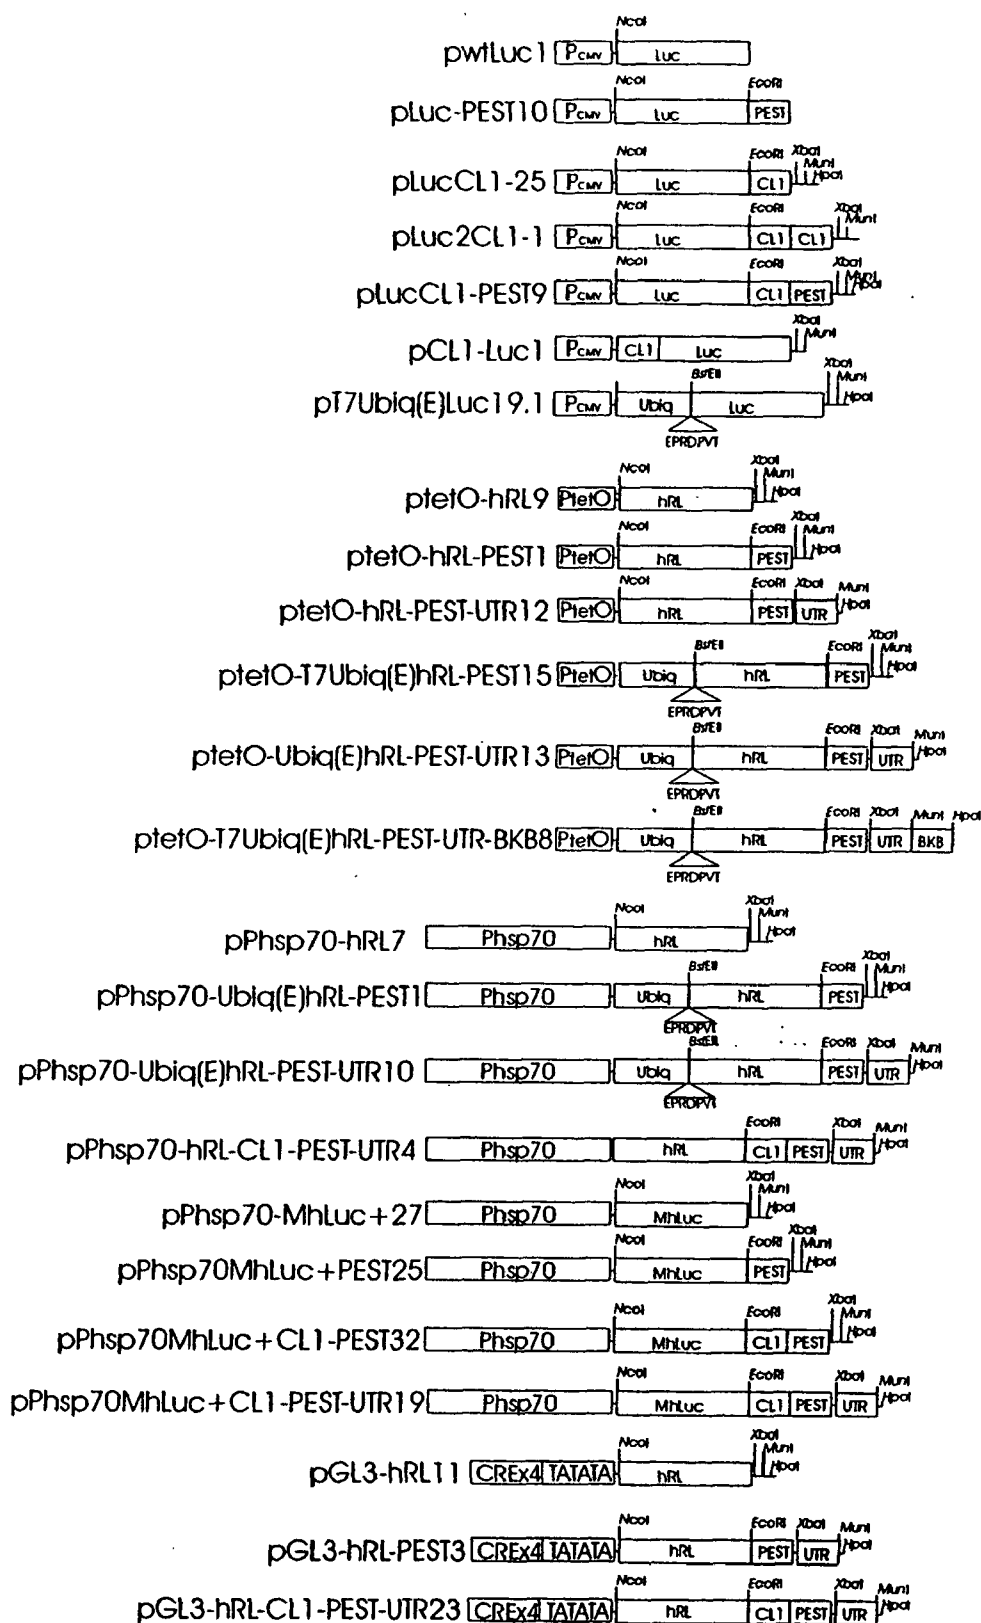 NcoI
pwtLuc1 PCMV Luc
NcoI EcoRI
pLuc-PEST10 PCMV Luc PEST
NcoI EcoRI XbaI MunI HpaI
pLucCL1-25 PCMV Luc CL1
NcoI EcoRI XbaI MunI
pLuc2CL1-1 PCMV Luc CL1 CL1
NcoI EcoRI XbaI MunI HpaI
pLucCL1-PEST9 PCMV Luc CL1 PEST
XbaI MunI
pCL1-Luc1 PCMV CL1 Luc
BstEII XbaI MunI HpaI
pT7Ubiq(E)Luc19.1 PCMV Ubiq Luc
EPRDPVT
NcoI XbaI MunI HpaI
ptetO-hRL9 PtetO hRL
NcoI EcoRI XbaI MunI HpaI
ptetO-hRL-PEST1 PtetO hRL PEST
NcoI EcoRI XbaI MunI HpaI
ptetO-hRL-PEST-UTR12 PtetO hRL PEST UTR
BstEII EcoRI XbaI MunI HpaI
ptetO-T7Ubiq(E)hRL-PEST15 PtetO Ubiq hRL PEST
EPRDPVT
BstEII EcoRI XbaI MunI HpaI
ptetO-Ubiq(E)hRL-PEST-UTR13 PtetO Ubiq hRL PEST UTR
EPRDPVT
BstEII EcoRI XbaI MunI HpaI
ptetO-T7Ubiq(E)hRL-PEST-UTR-BKB8 PtetO Ubiq hRL PEST UTR BKB
EPRDPVT
NcoI XbaI MunI HpaI
pPhsp70-hRL7 Phsp70 hRL
BstEII EcoRI XbaI MunI HpaI
pPhsp70-Ubiq(E)hRL-PEST1 Phsp70 Ubiq hRL PEST
EPRDPVT
BstEII EcoRI XbaI MunI HpaI
pPhsp70-Ubiq(E)hRL-PEST-UTR10 Phsp70 Ubiq hRL PEST UTR
EPRDPVT
EcoRI XbaI MunI HpaI
pPhsp70-hRL-CL1-PEST-UTR4 Phsp70 hRL CL1 PEST UTR
NcoI XbaI MunI HpaI
pPhsp70-MhLuc+27 Phsp70 MhLuc
NcoI EcoRI XbaI MunI HpaI
pPhsp70MhLuc+PEST25 Phsp70 MhLuc PEST
NcoI EcoRI XbaI MunI HpaI
pPhsp70MhLuc+CL1-PEST32 Phsp70 MhLuc CL1 PEST
NcoI EcoRI XbaI MunI HpaI
pPhsp70MhLuc+CL1-PEST-UTR19 Phsp70 MhLuc CL1 PEST UTR
NcoI XbaI MunI HpaI
pGL3-hRL11 CREx4 TATATA hRL
NcoI EcoRI XbaI MunI HpaI
pGL3-hRL-PEST3 CREx4 TATATA hRL PEST UTR
NcoI EcoRI XbaI MunI HpaI
pGL3-hRL-CL1-PEST-UTR23 CREx4 TATATA hRL CL1 PEST UTR